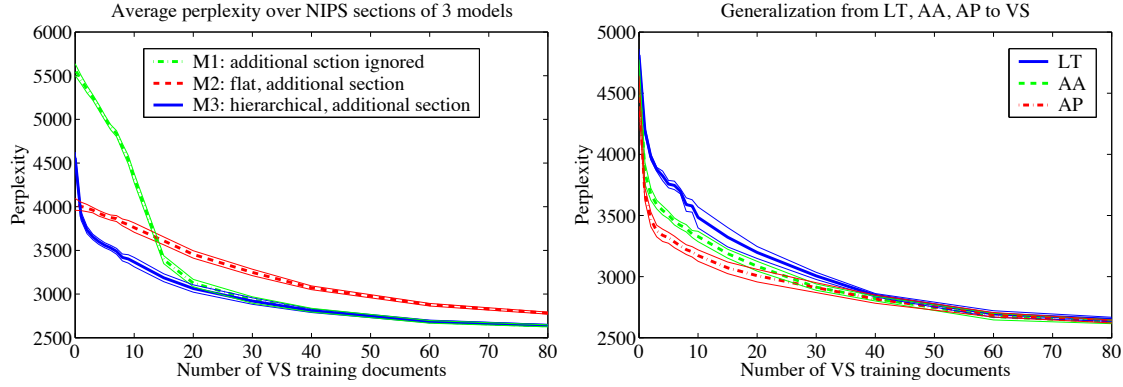 Average perplexity over NIPS sections of 3 models
6000
5500
5000
4500
4000
3500
3000
2500
Perplexity
M1: additional sction ignored
M2: flat, additional section
M3: hierarchical, additional section
0 10 20 30 40 50 60 70 80
Number of VS training documents
Generalization from LT, AA, AP to VS
5000
4500
4000
3500
3000
2500
Perplexity
LT
AA
AP
0 10 20 30 40 50 60 70 80
Number of VS training documents